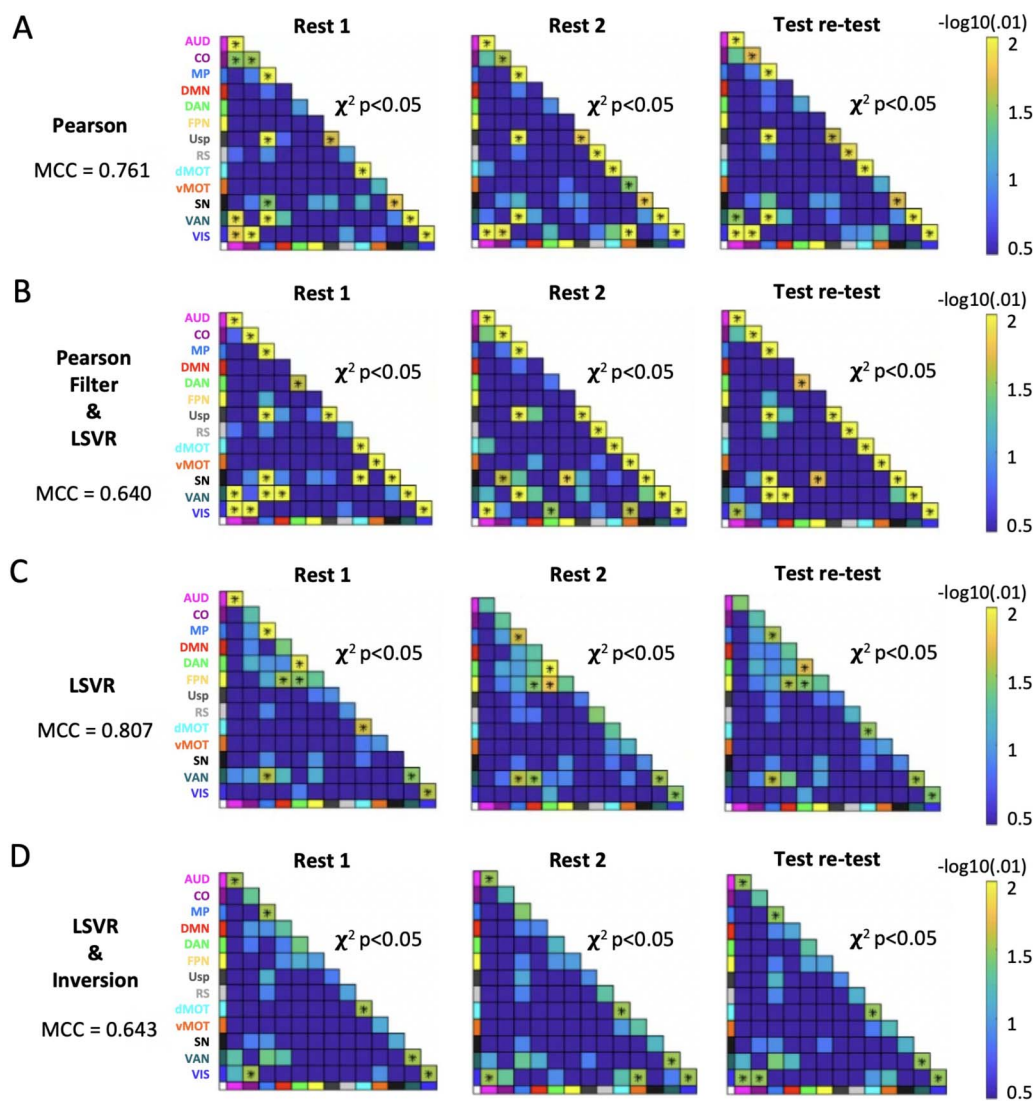 A
Rest 1
Rest 2
Test re-test
-log10(.01)
Pearson
MCC = 0.761
AUD
CO
MP
DMN
DAN
FPN
Usp
RS
dMOT
vMOT
SN
VAN
VIS
χ² p<0.05
χ² p<0.05
χ² p<0.05
2
1.5
1
0.5
B
Rest 1
Rest 2
Test re-test
-log10(.01)
Pearson
Filter
&
LSVR
MCC = 0.640
AUD
CO
MP
DMN
DAN
FPN
Usp
RS
dMOT
vMOT
SN
VAN
VIS
χ² p<0.05
χ² p<0.05
χ² p<0.05
2
1.5
1
0.5
C
Rest 1
Rest 2
Test re-test
-log10(.01)
LSVR
MCC = 0.807
AUD
CO
MP
DMN
DAN
FPN
Usp
RS
dMOT
vMOT
SN
VAN
VIS
χ² p<0.05
χ² p<0.05
χ² p<0.05
2
1.5
1
0.5
D
Rest 1
Rest 2
Test re-test
-log10(.01)
LSVR
&
Inversion
MCC = 0.643
AUD
CO
MP
DMN
DAN
FPN
Usp
RS
dMOT
vMOT
SN
VAN
VIS
χ² p<0.05
χ² p<0.05
χ² p<0.05
2
1.5
1
0.5